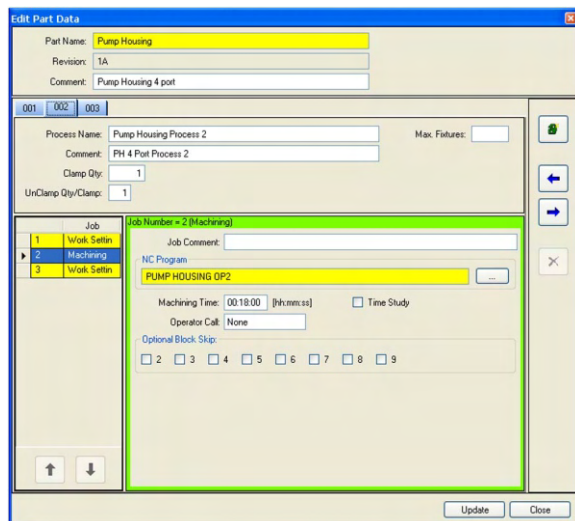 Edit Part Data
Part Name: Pump Housing
Revision: 1A
Comment: Pump Housing 4 port
001 002 003
Process Name: Pump Housing Process 2 Max. Fixtures:
Comment: PH 4 Port Process 2
Clamp Qty: 1
UnClamp Qty/Clamp: 1
Job
1 Work Settin
2 Machining
3 Work Settin
Job Number = 2 (Machining)
Job Comment:
NC Program
PUMP HOUSING OP2 ...
Machining Time: 00:18:00 [hh:mm:ss] Time Study
Operator Call: None
Optional Block Skip:
2 3 4 5 6 7 8 9
Update Close